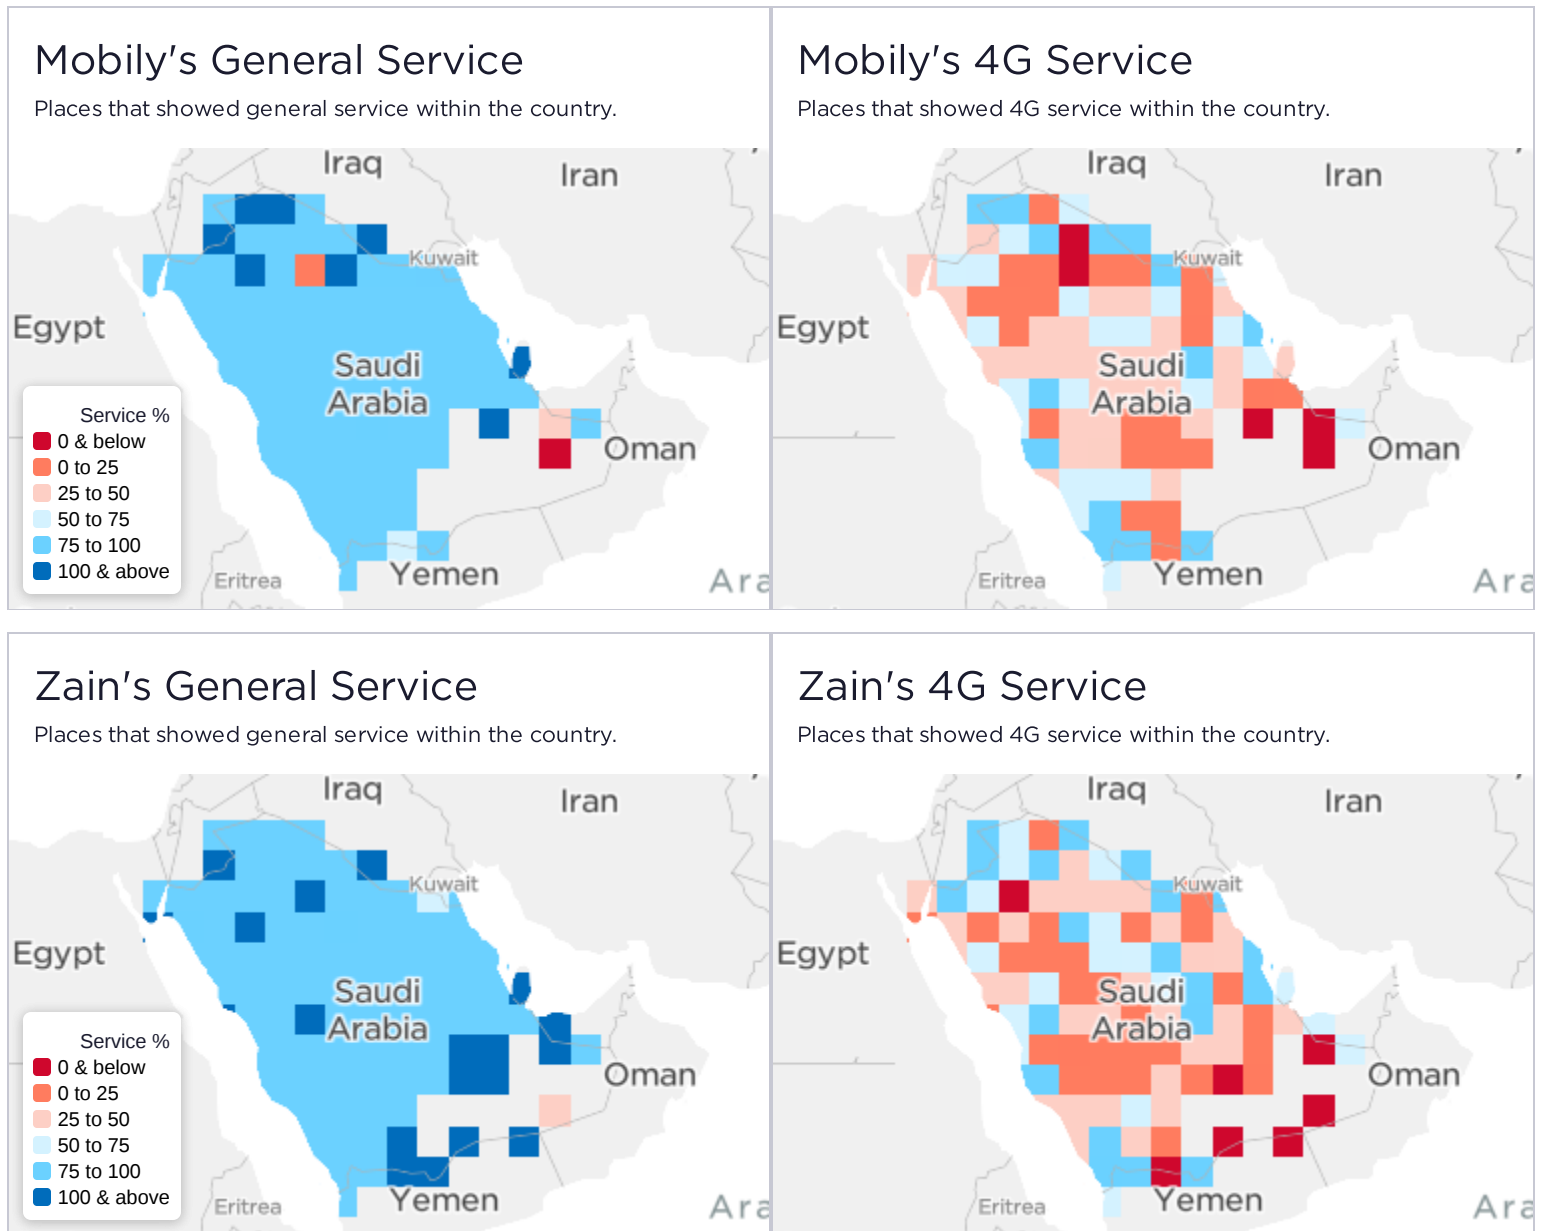 Mobily's General Service
Places that showed general service within the country.
Iraq
Iran
Kuwait
Egypt
Saudi
Arabia
Oman
Yemen
Eritrea
Ara
Service %
0 & below
0 to 25
25 to 50
50 to 75
75 to 100
100 & above
Mobily's 4G Service
Places that showed 4G service within the country.
Iraq
Iran
Kuwait
Egypt
Saudi
Arabia
Oman
Yemen
Eritrea
Ara
Zain's General Service
Places that showed general service within the country.
Iraq
Iran
Kuwait
Egypt
Saudi
Arabia
Oman
Yemen
Eritrea
Ara
Service %
0 & below
0 to 25
25 to 50
50 to 75
75 to 100
100 & above
Zain's 4G Service
Places that showed 4G service within the country.
Iraq
Iran
Kuwait
Egypt
Saudi
Arabia
Oman
Yemen
Eritrea
Ara